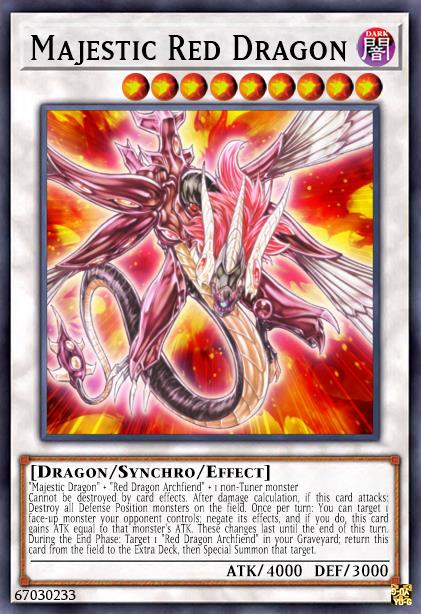 MAJESTIC RED DRAGON
DARK
闇
[DRAGON/SYNCHRO/EFFECT]
"Majestic Dragon" + "Red Dragon Archfiend" + 1 non-Tuner monster
Cannot be destroyed by card effects. After damage calculation, if this card attacks:
Destroy all Defense Position monsters on the field. Once per turn: You can target 1
face-up monster your opponent controls; negate its effects, and if you do, this card
gains ATK equal to that monster's ATK. These changes last until the end of this turn.
During the End Phase: Target 1 "Red Dragon Archfiend" in your Graveyard; return this
card from the field to the Extra Deck, then Special Summon that target.
ATK/4000 DEF/3000
67030233